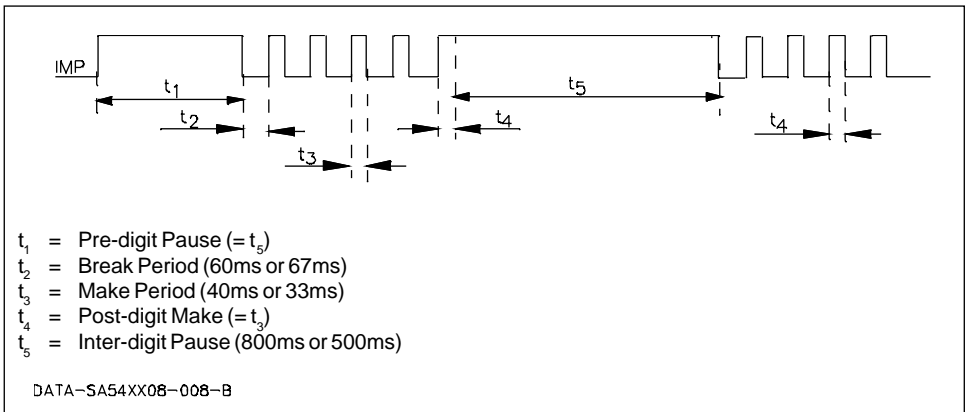 IMP
t₁
t₅
t₂
t₄
t₄
t₃
t₁ = Pre-digit Pause (= t₅)
t₂ = Break Period (60ms or 67ms)
t₃ = Make Period (40ms or 33ms)
t₄ = Post-digit Make (= t₃)
t₅ = Inter-digit Pause (800ms or 500ms)
DATA-SA54XX08-008-B